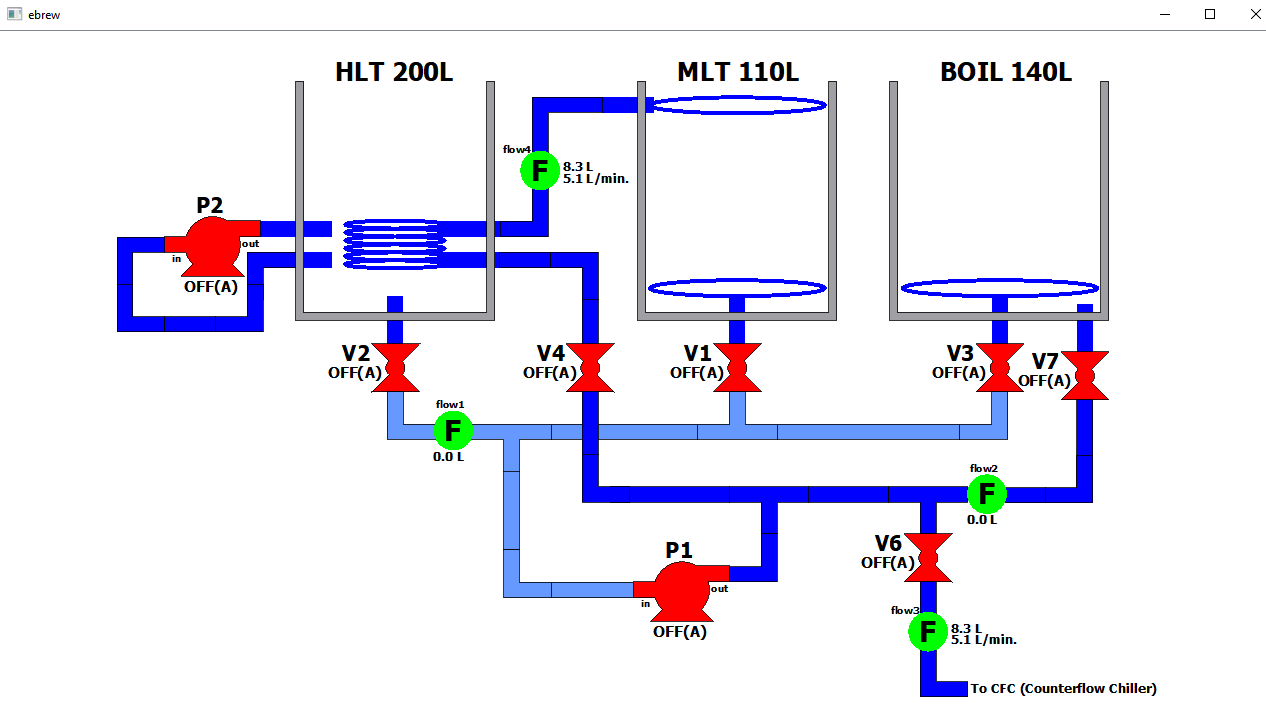 ebrew
HLT 200L
MLT 110L
BOIL 140L
flow4
F
8.3 L
5.1 L/min.
P2
out
in
OFF(A)
V2
OFF(A)
V4
OFF(A)
V1
OFF(A)
V3
OFF(A)
V7
OFF(A)
flow1
F
0.0 L
flow2
F
0.0 L
P1
out
in
OFF(A)
V6
OFF(A)
flow3
F
8.3 L
5.1 L/min.
To CFC (Counterflow Chiller)